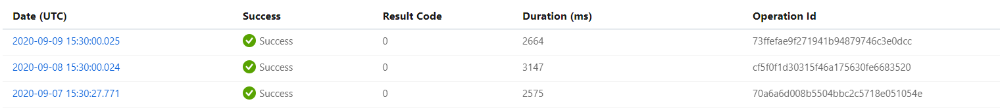 Date (UTC) Success Result Code Duration (ms) Operation Id
2020-09-09 15:30:00.025 Success 0 2664 73ffefae9f271941b94879746c3e0dcc
2020-09-08 15:30:00.024 Success 0 3147 cf5f0f1d30315f46a175630fe6683520
2020-09-07 15:30:27.771 Success 0 2575 70a6a6d008b5504bbc2c5718e051054e